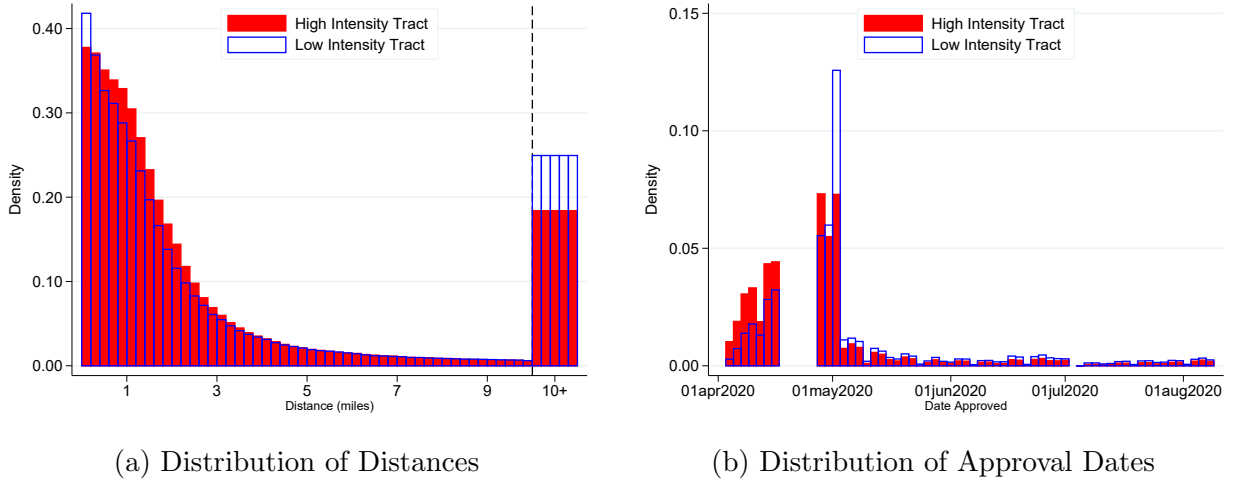 High Intensity Tract
Low Intensity Tract
0.40
0.30
0.20
0.10
0.00
Density
1
3
5
7
9
10+
Distance (miles)
(a) Distribution of Distances
High Intensity Tract
Low Intensity Tract
0.15
0.10
0.05
0.00
Density
01apr2020
01may2020
01jun2020
01jul2020
01aug2020
Date Approved
(b) Distribution of Approval Dates